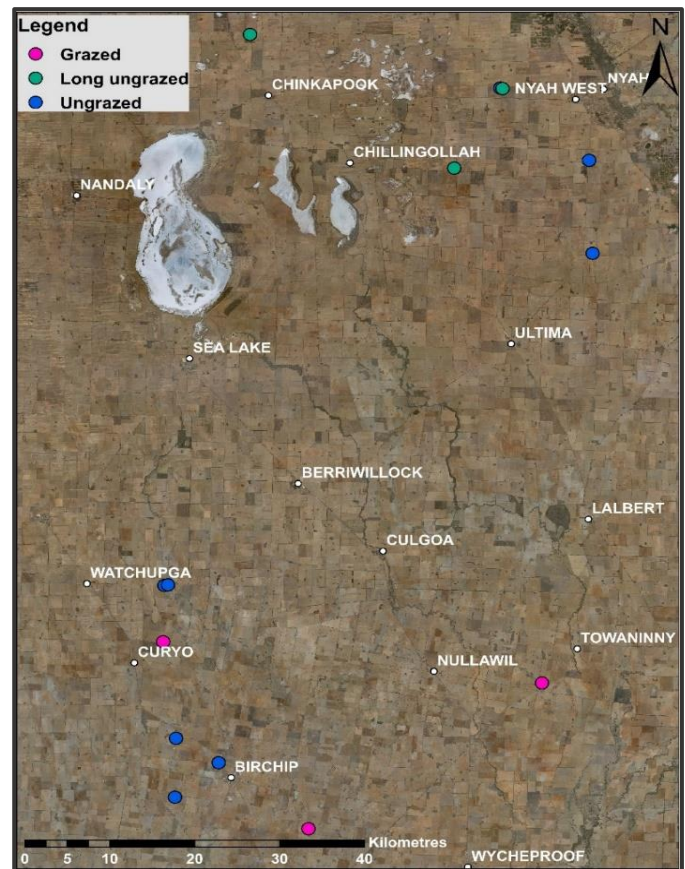 Legend
Grazed
Long ungrazed
Ungrazed
N
CHINKAPOOK
NYAH
NYAH WEST
CHILLINGOLLAH
NANDALY
ULTIMA
SEA LAKE
BERRIWILLOCK
LALBERT
CULGOA
WATCHUPGA
TOWANINNY
CURYO
NULLAWIL
BIRCHIP
Kilometres
0 5 10 20 30 40
WYCHEPROOF